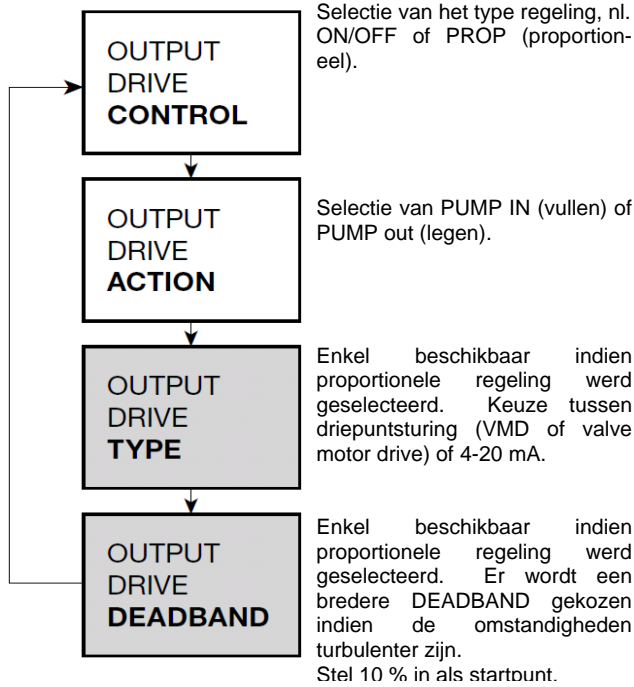 OUTPUT
DRIVE
CONTROL
Selectie van het type regeling, nl.
ON/OFF of PROP (proportion-
eel).
OUTPUT
DRIVE
ACTION
Selectie van PUMP IN (vullen) of
PUMP out (legen).
OUTPUT
DRIVE
TYPE
Enkel beschikbaar indien
proportionele regeling werd
geselecteerd. Keuze tussen
driepuntsturing (VMD of valve
motor drive) of 4-20 mA.
OUTPUT
DRIVE
DEADBAND
Enkel beschikbaar indien
proportionele regeling werd
geselecteerd. Er wordt een
bredere DEADBAND gekozen
indien de omstandigheden
turbulenter zijn.
Stel 10 % in als startpunt.